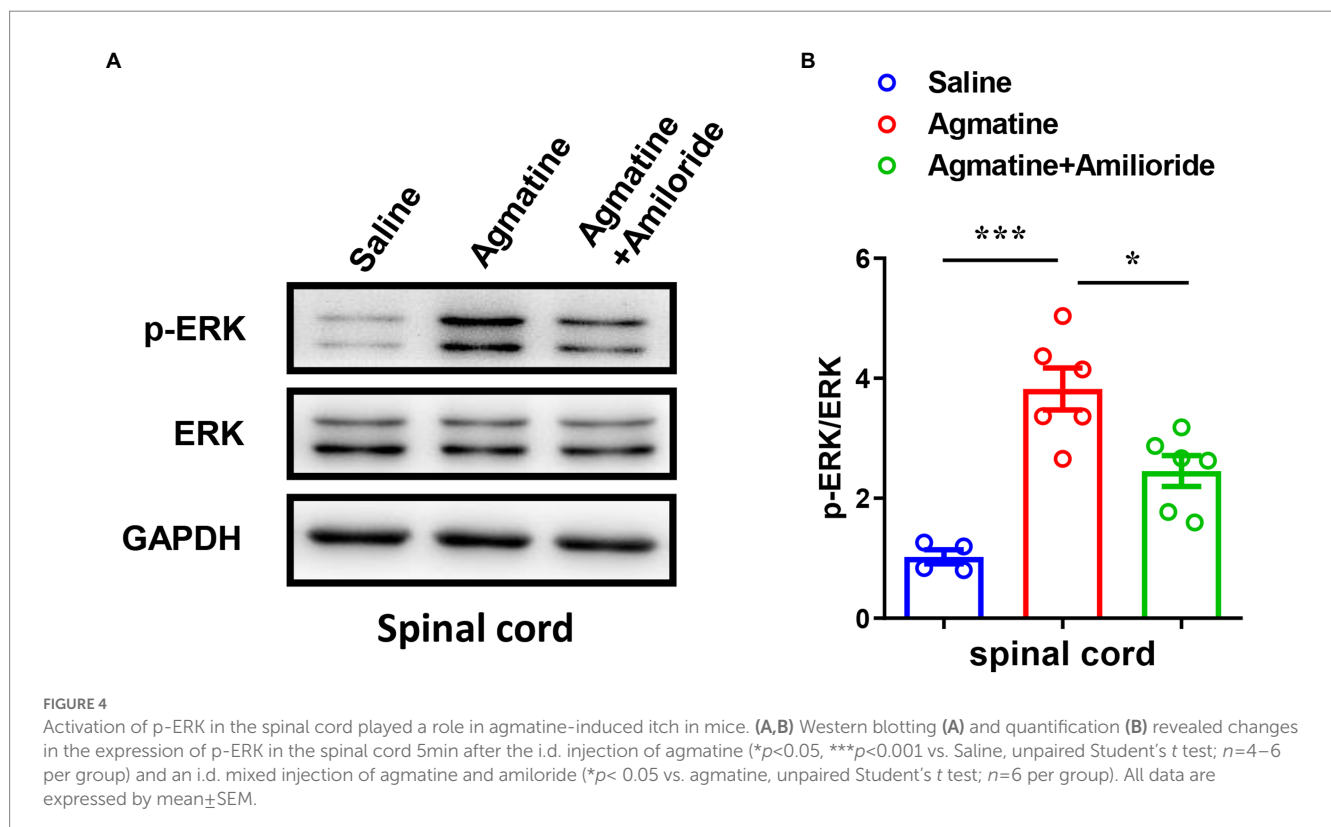 A
Saline
Agmatine
Agmatine
+Amiloride
p-ERK
ERK
GAPDH
Spinal cord
B
Saline
Agmatine
Agmatine+Amilioride
***
*
6
4
2
0
p-ERK/ERK
spinal cord
FIGURE 4
Activation of p-ERK in the spinal cord played a role in agmatine-induced itch in mice. (A,B) Western blotting (A) and quantification (B) revealed changes
in the expression of p-ERK in the spinal cord 5min after the i.d. injection of agmatine (*p<0.05, ***p<0.001 vs. Saline, unpaired Student's t test; n=4–6
per group) and an i.d. mixed injection of agmatine and amiloride (*p< 0.05 vs. agmatine, unpaired Student's t test; n=6 per group). All data are
expressed by mean±SEM.